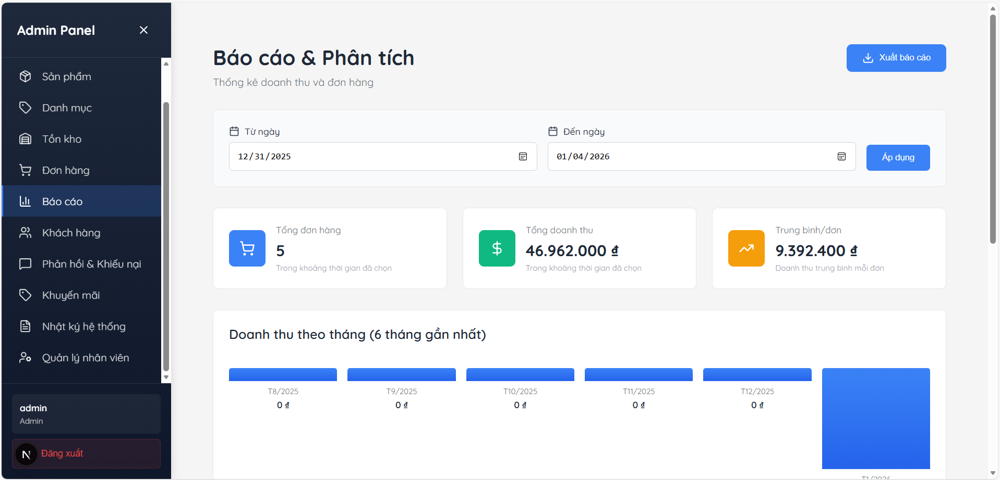 Admin Panel
Sản phẩm
Danh mục
Tồn kho
Đơn hàng
Báo cáo
Khách hàng
Phản hồi & Khiếu nại
Khuyến mãi
Nhật ký hệ thống
Quản lý nhân viên
admin
Admin
N
Đăng xuất
Báo cáo & Phân tích
Thống kê doanh thu và đơn hàng
Xuất báo cáo
Từ ngày
12/31/2025
Đến ngày
01/04/2026
Áp dụng
Tổng đơn hàng
5
Trong khoảng thời gian đã chọn
Tổng doanh thu
46.962.000 ₫
Trong khoảng thời gian đã chọn
Trung bình/đơn
9.392.400 ₫
Doanh thu trung bình mỗi đơn
Doanh thu theo tháng (6 tháng gần nhất)
T8/2025
0 ₫
T9/2025
0 ₫
T10/2025
0 ₫
T11/2025
0 ₫
T12/2025
0 ₫
T1/2026